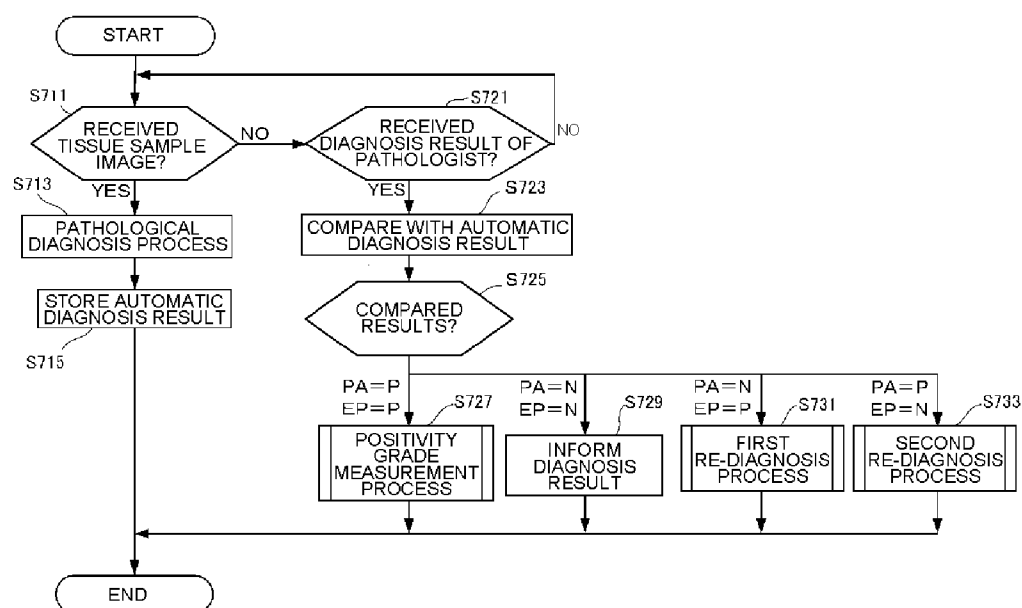 START
S711
S721
RECEIVED
TISSUE SAMPLE
IMAGE?
NO
RECEIVED
DIAGNOSIS RESULT OF
PATHOLOGIST?
NO
S713
YES
YES
S723
PATHOLOGICAL
DIAGNOSIS PROCESS
COMPARE WITH AUTOMATIC
DIAGNOSIS RESULT
S725
STORE AUTOMATIC
DIAGNOSIS RESULT
COMPARED
RESULTS?
S715
PA=P
EP=P
S727
PA=N
EP=N
S729
PA=N
EP=P
S731
PA=P
EP=N
S733
POSITIVITY
GRADE
MEASUREMENT
PROCESS
INFORM
DIAGNOSIS
RESULT
FIRST
RE-DIAGNOSIS
PROCESS
SECOND
RE-DIAGNOSIS
PROCESS
END